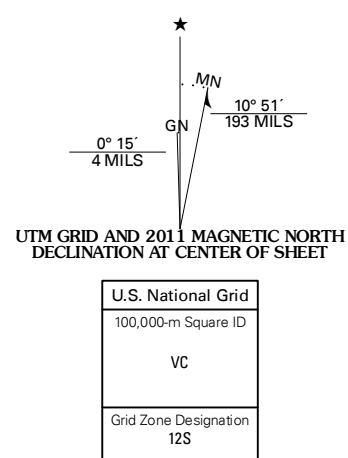 ★
MN
GN
10° 51´
193 MILS
0° 15´
4 MILS
UTM GRID AND 2011 MAGNETIC NORTH
DECLINATION AT CENTER OF SHEET
U.S. National Grid
100,000-m Square ID
VC
Grid Zone Designation
12S